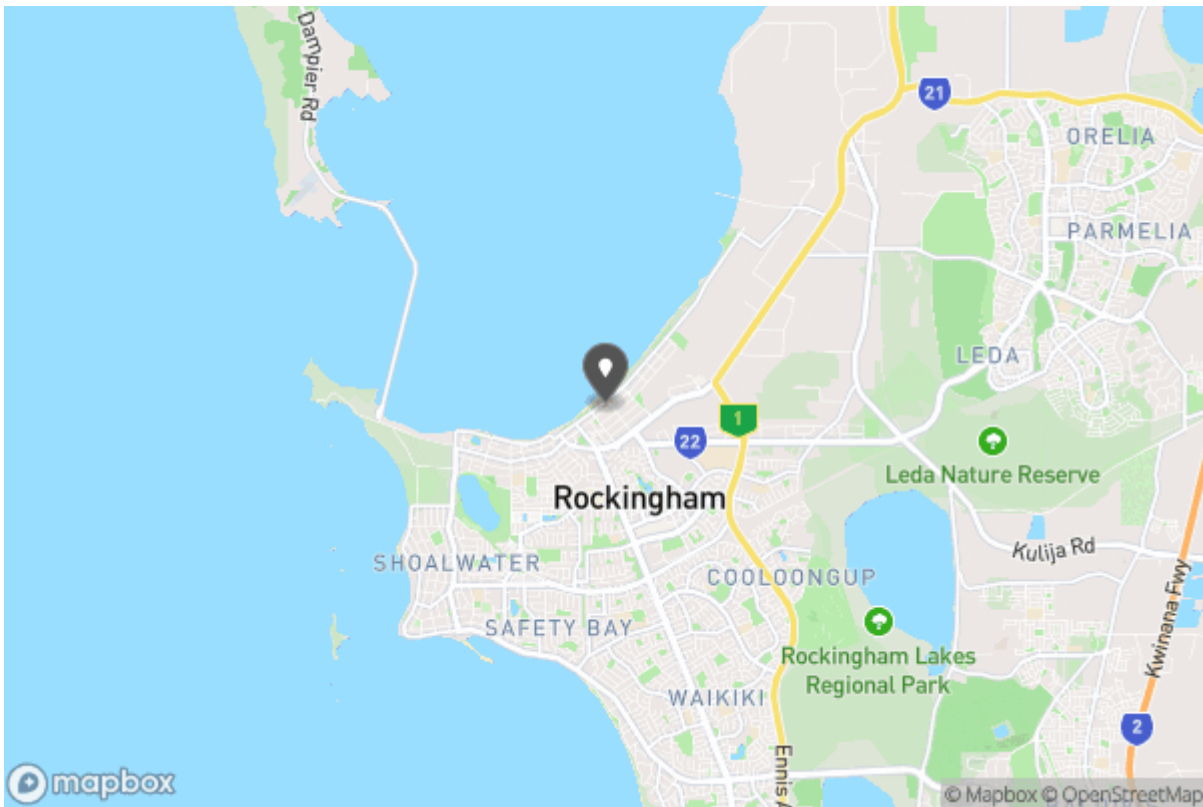 Dampier Rd
21
ORELIA
PARMELIA
LEDA
1
22
Leda Nature Reserve
Rockingham
Kulija Rd
SHOALWATER
COOLOONGUP
Kwinana Fwy
SAFETY BAY
Rockingham Lakes
Regional Park
WAIKIKI
2
Ennis A
mapbox
© Mapbox © OpenStreetMap